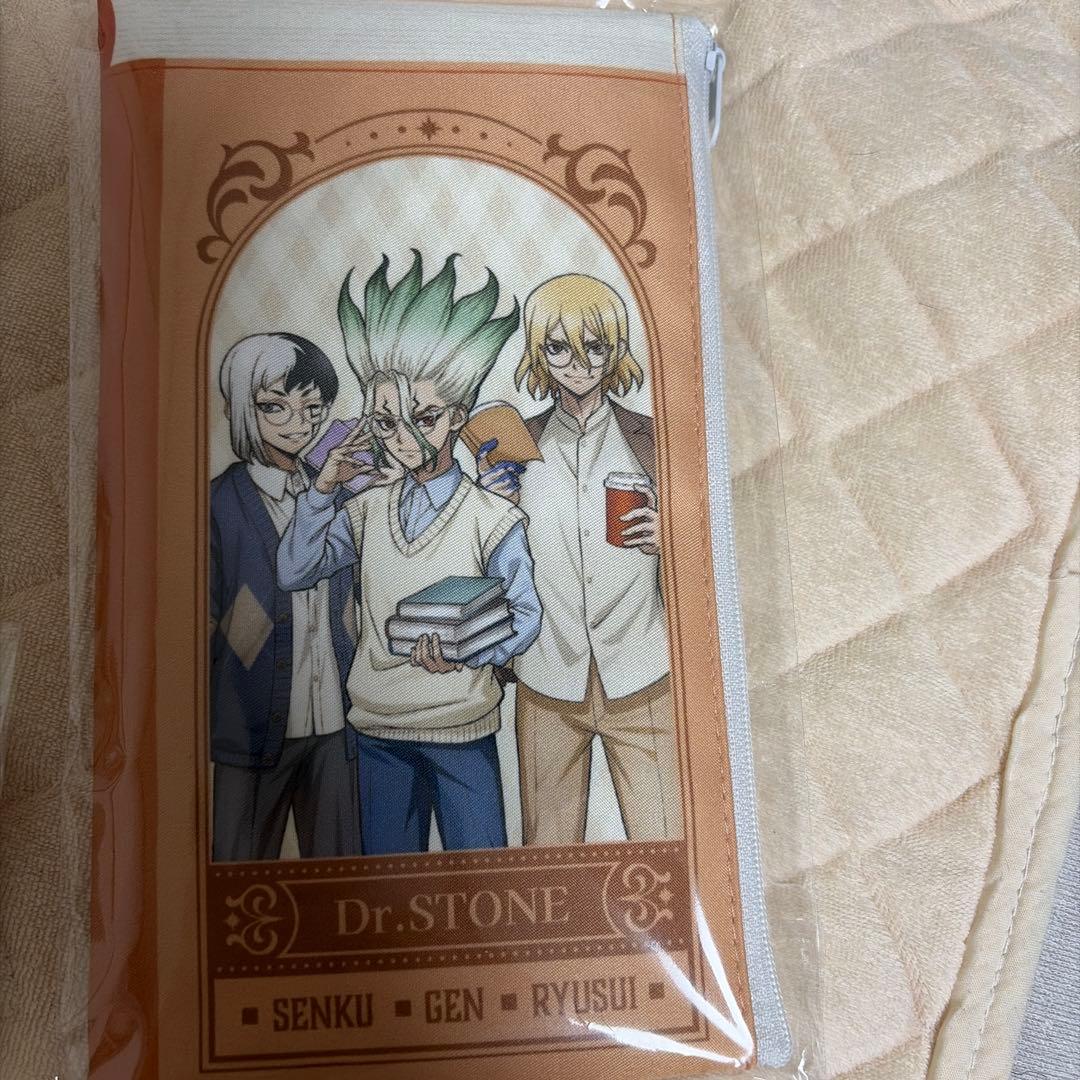 Dr.STONE
▪ SENKU ▪ GEN ▪ RYUSUI ▪